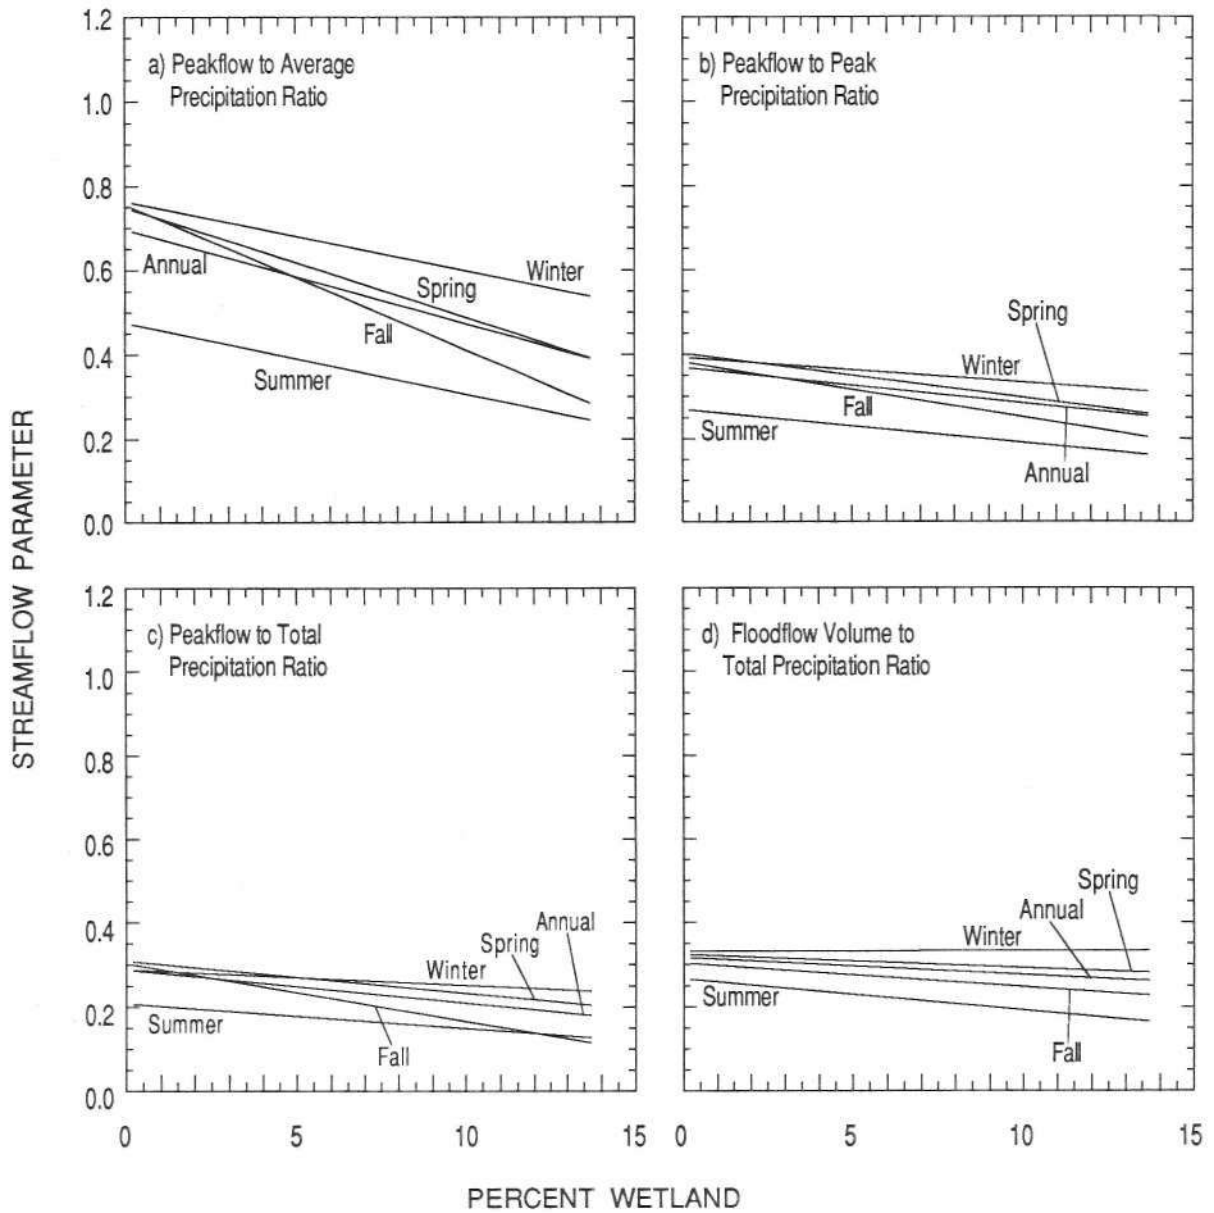 STREAMFLOW PARAMETER
1.2
1.0
0.8
0.6
0.4
0.2
0.0
a) Peakflow to Average
Precipitation Ratio
Annual
Winter
Spring
Fall
Summer
b) Peakflow to Peak
Precipitation Ratio
Spring
Winter
Fall
Summer
Annual
1.2
1.0
0.8
0.6
0.4
0.2
0.0
c) Peakflow to Total
Precipitation Ratio
Annual
Spring
Winter
Summer
Fall
d) Floodflow Volume to
Total Precipitation Ratio
Spring
Annual
Winter
Summer
Fall
0 5 10 15 0 5 10 15
PERCENT WETLAND